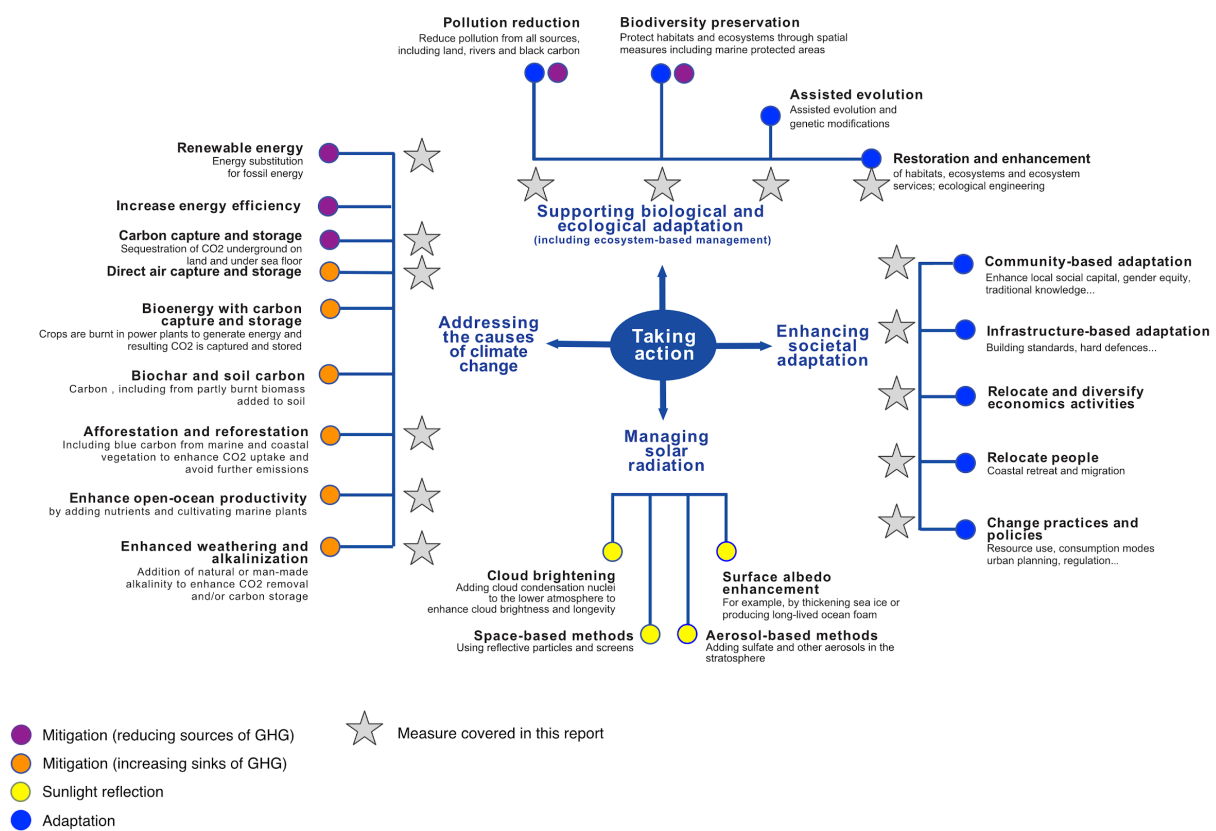 Pollution reduction
Reduce pollution from all sources,
including land, rivers and black carbon
Biodiversity preservation
Protect habitats and ecosystems through spatial
measures including marine protected areas
Assisted evolution
Assisted evolution and
genetic modifications
Restoration and enhancement
of habitats, ecosystems and ecosystem
services; ecological engineering
Supporting biological and
ecological adaptation
(including ecosystem-based management)
Renewable energy
Energy substitution
for fossil energy
Increase energy efficiency
Carbon capture and storage
Sequestration of CO2 underground on
land and under sea floor
Direct air capture and storage
Bioenergy with carbon
capture and storage
Crops are burnt in power plants to generate energy and
resulting CO2 is captured and stored
Biochar and soil carbon
Carbon , including from partly burnt biomass
added to soil
Afforestation and reforestation
Including blue carbon from marine and coastal
vegetation to enhance CO2 uptake and
avoid further emissions
Enhance open-ocean productivity
by adding nutrients and cultivating marine plants
Enhanced weathering and
alkalinization
Addition of natural or man-made
alkalinity to enhance CO2 removal
and/or carbon storage
Addressing
the causes
of climate
change
Taking
action
Enhancing
societal
adaptation
Community-based adaptation
Enhance local social capital, gender equity,
traditional knowledge...
Infrastructure-based adaptation
Building standards, hard defences...
Relocate and diversify
economics activities
Relocate people
Coastal retreat and migration
Change practices and
policies
Resource use, consumption modes
urban planning, regulation...
Managing
solar
radiation
Cloud brightening
Adding cloud condensation nuclei
to the lower atmosphere to
enhance cloud brightness and longevity
Surface albedo
enhancement
For example, by thickening sea ice or
producing long-lived ocean foam
Space-based methods
Using reflective particles and screens
Aerosol-based methods
Adding sulfate and other aerosols in the
stratosphere
Mitigation (reducing sources of GHG)
Mitigation (increasing sinks of GHG)
Sunlight reflection
Adaptation
Measure covered in this report